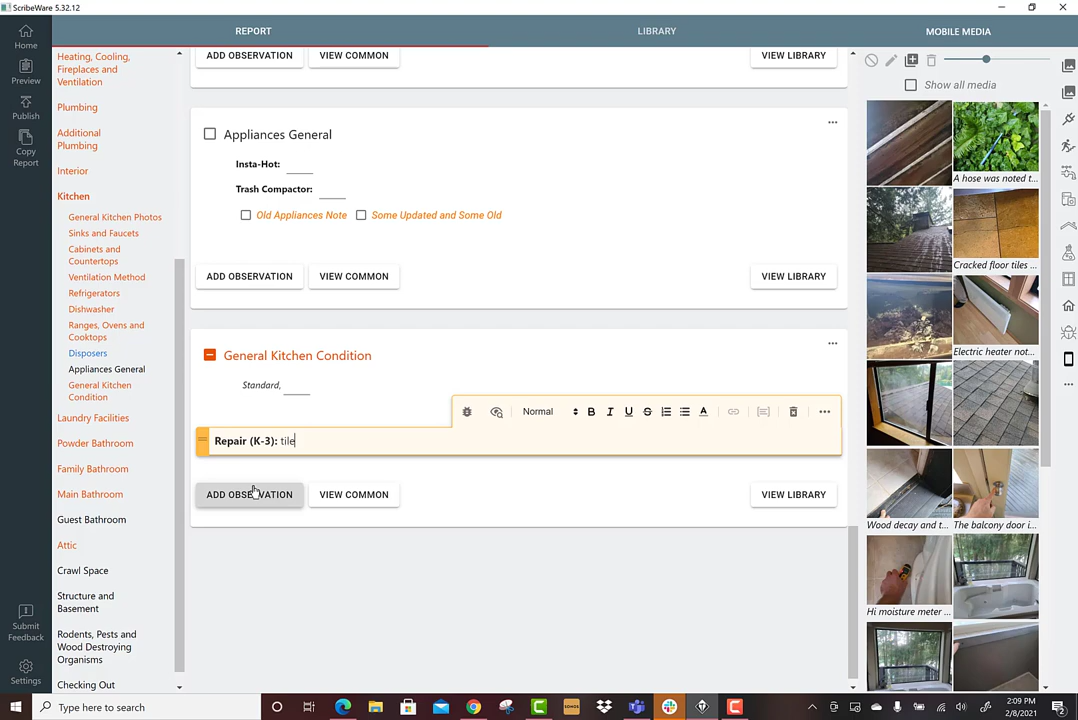 ScribeWare 5.32.12
REPORT
LIBRARY
MOBILE MEDIA
Home
Preview
Publish
Copy
Report
Submit
Feedback
Settings
Heating, Cooling,
Fireplaces and
Ventilation
Plumbing
Additional
Plumbing
Interior
Kitchen
General Kitchen Photos
Sinks and Faucets
Cabinets and
Countertops
Ventilation Method
Refrigerators
Dishwasher
Ranges, Ovens and
Cooktops
Disposers
Appliances General
General Kitchen
Condition
Laundry Facilities
Powder Bathroom
Family Bathroom
Main Bathroom
Guest Bathroom
Attic
Crawl Space
Structure and
Basement
Rodents, Pests and
Wood Destroying
Organisms
Checking Out
ADD OBSERVATION
VIEW COMMON
VIEW LIBRARY
Appliances General
Insta-Hot:
Trash Compactor:
Old Appliances Note
Some Updated and Some Old
ADD OBSERVATION
VIEW COMMON
VIEW LIBRARY
General Kitchen Condition
Standard,
Normal
B I U S A
Repair (K-3): tile
ADD OBSERVATION
VIEW COMMON
VIEW LIBRARY
Show all media
A hose was noted t...
Cracked floor tiles ...
Electric heater not...
Wood decay and t...
The balcony door i...
Hi moisture meter ...
Type here to search
SONOS
2:09 PM
2/8/2021
2